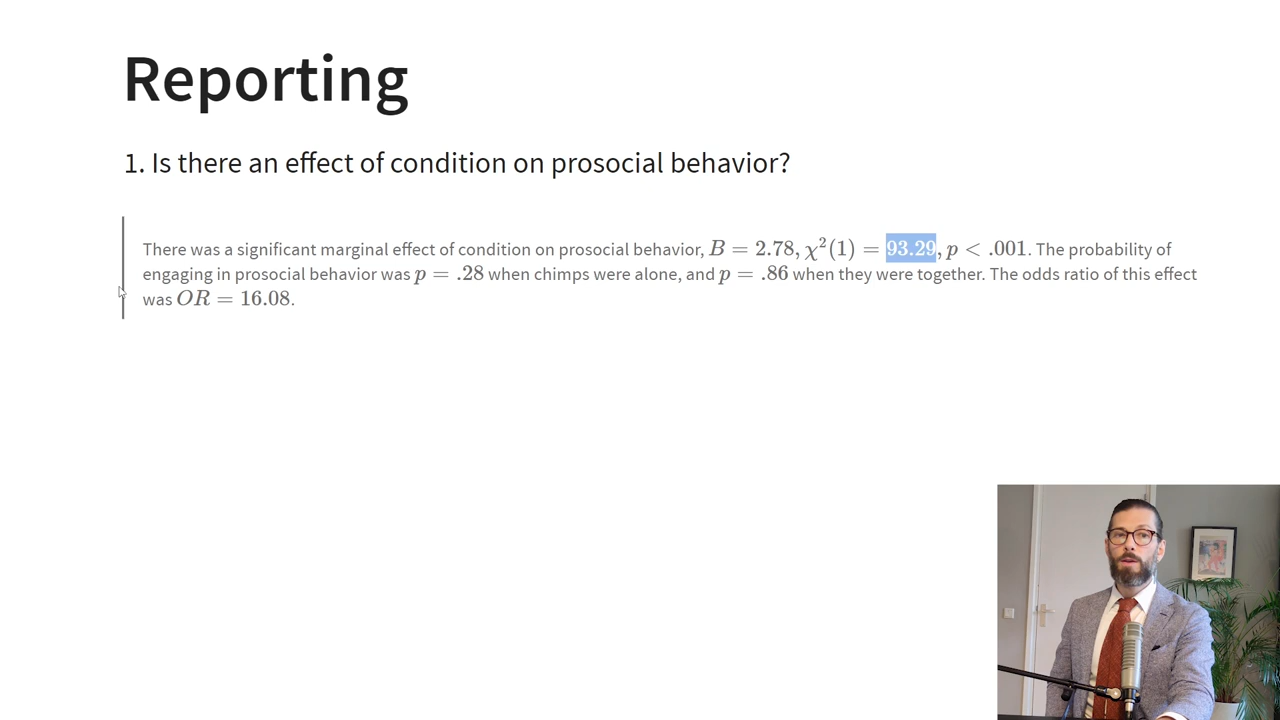 Reporting
1. Is there an effect of condition on prosocial behavior?
There was a significant marginal effect of condition on prosocial behavior, B = 2.78, χ²(1) = 93.29, p < .001. The probability of
engaging in prosocial behavior was p = .28 when chimps were alone, and p = .86 when they were together. The odds ratio of this effect
was OR = 16.08.